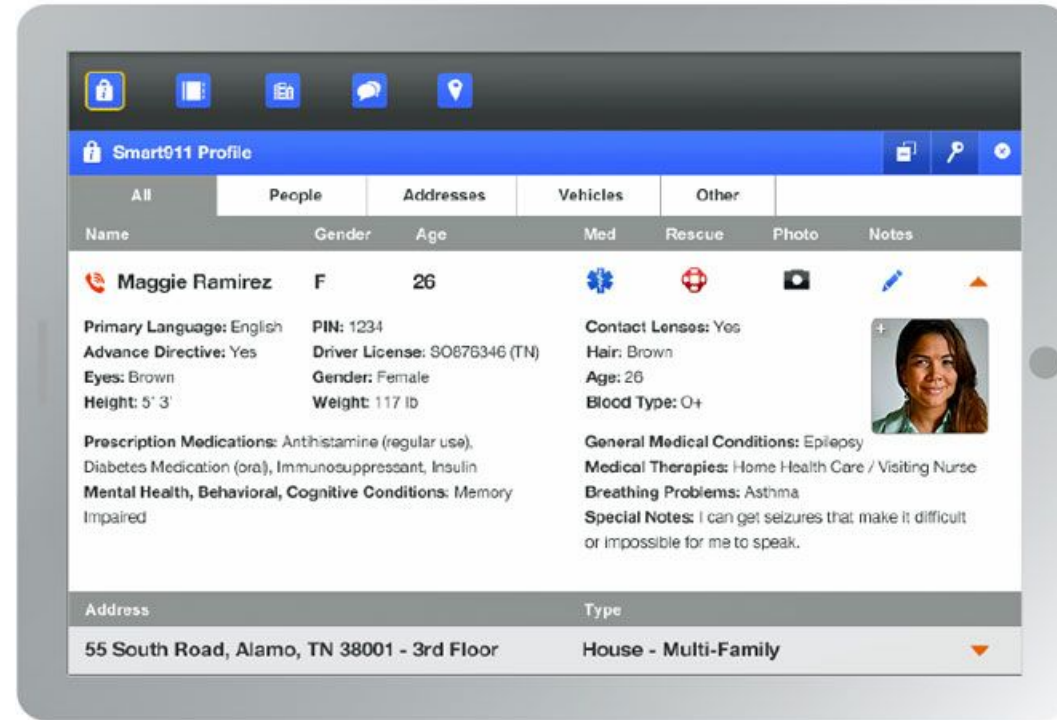 Smart911 Profile
All People Addresses Vehicles Other
Name Gender Age Med Rescue Photo Notes
Maggie Ramirez F 26
Primary Language: English PIN: 1234 Contact Lenses: Yes
Advance Directive: Yes Driver License: SO876346 (TN) Hair: Brown
Eyes: Brown Gender: Female Age: 26
Height: 5' 3' Weight: 117 lb Blood Type: O+
Prescription Medications: Antihistamine (regular use), General Medical Conditions: Epilepsy
Diabetes Medication (oral), Immunosuppressant, Insulin Medical Therapies: Home Health Care / Visiting Nurse
Mental Health, Behavioral, Cognitive Conditions: Memory Breathing Problems: Asthma
Impaired Special Notes: I can get seizures that make it difficult
or impossible for me to speak.
Address Type
55 South Road, Alamo, TN 38001 - 3rd Floor House - Multi-Family